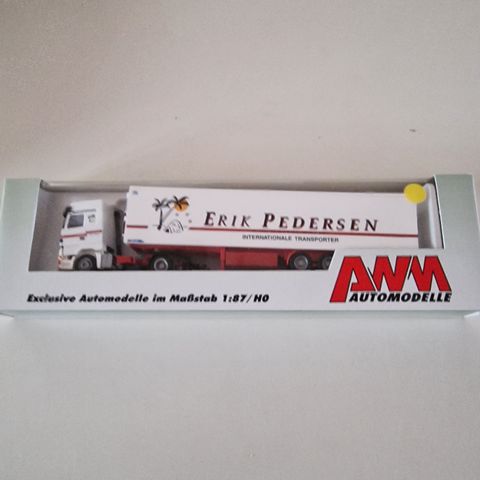 ERIK PEDERSEN
INTERNATIONALE TRANSPORTER
AWM
AUTOMODELLE
Exclusive Automodelle im Maßstab 1:87/H0